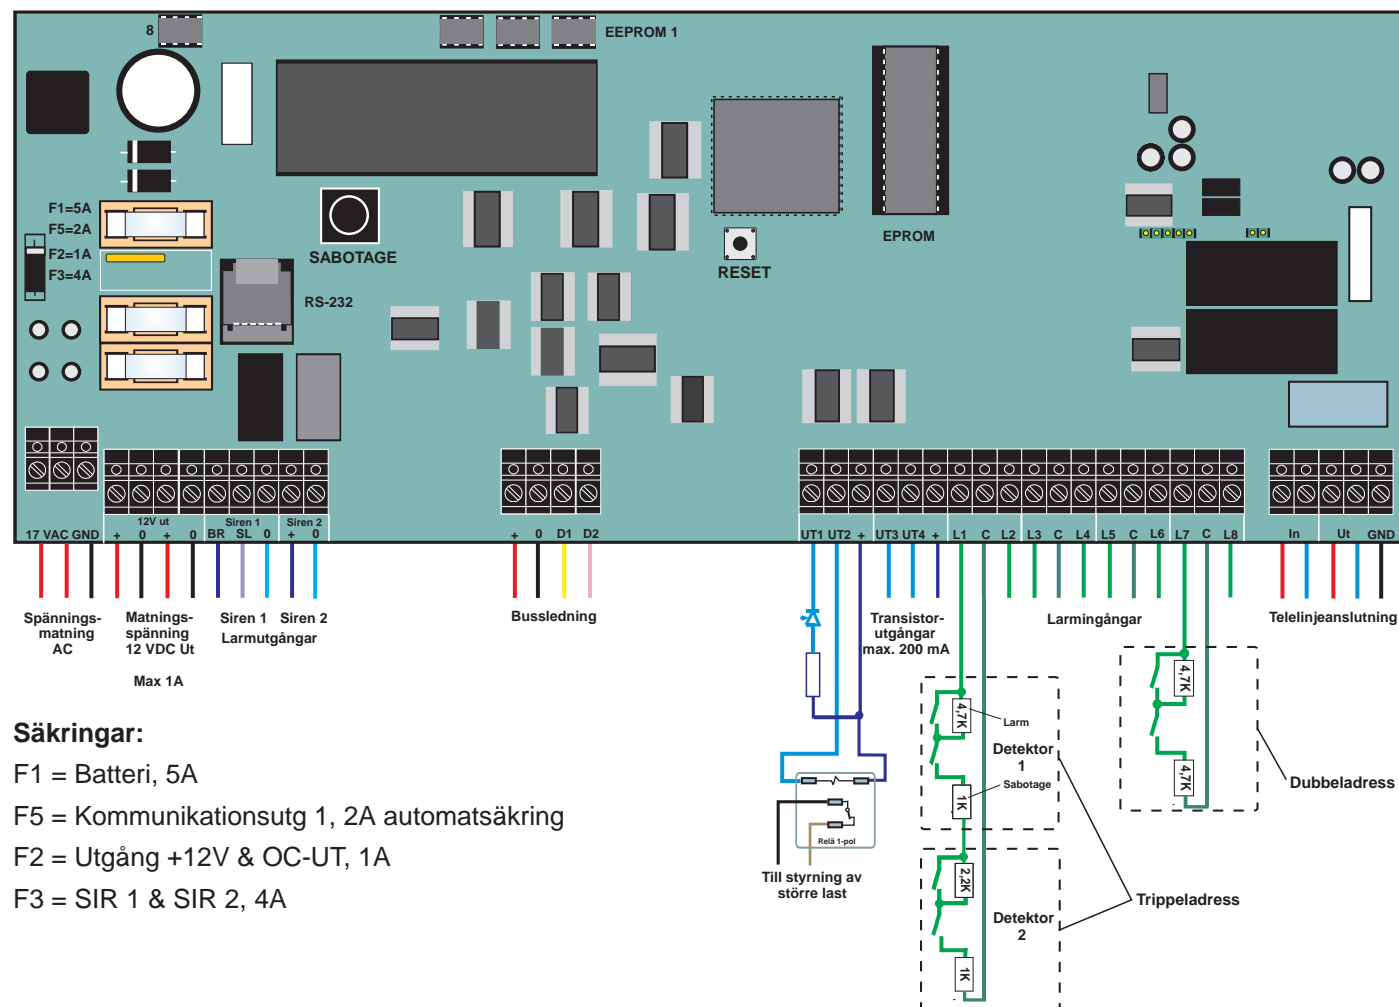 8
EEPROM 1
F1=5A
F5=2A
F2=1A
F3=4A
SABOTAGE
RS-232
RESET
EPROM
12V ut
Siren 1
Siren 2
17 VAC GND
+ 0 + 0
BR SL 0
+ 0
+ 0 D1 D2
UT1 UT2 +
UT3 UT4 +
L1 C L2
L3 C L4
L5 C L6
L7 C L8
In
Ut
GND
Spännings-
matning
AC
Matnings-
spänning
12 VDC Ut
Max 1A
Siren 1 Siren 2
Larmutgångar
Bussledning
Transistor-
utgångar
max. 200 mA
Larmingångar
Telelinjeanslutning
4,7K
Larm
Detektor
1
Sabotage
1K
2,2K
Detektor
2
1K
Trippeladress
4,7K
4,7K
Dubbeladress
Relä 1-pol
Till styrning av
större last
Säkringar:
F1 = Batteri, 5A
F5 = Kommunikationsutg 1, 2A automatsäkring
F2 = Utgång +12V & OC-UT, 1A
F3 = SIR 1 & SIR 2, 4A